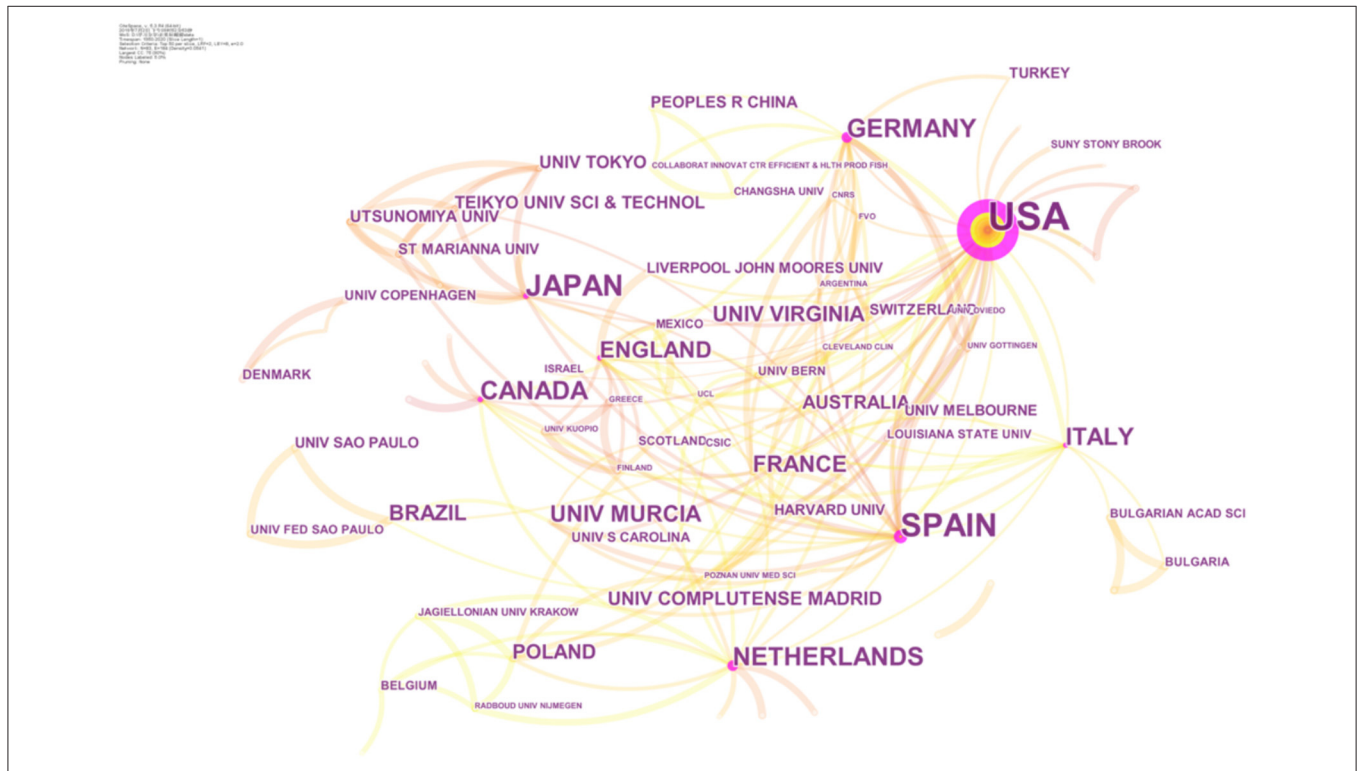 TURKEY
PEOPLES R CHINA
GERMANY
SUNY STONY BROOK
UNIV TOKYO
COLLABORAT INNOVAT CTR EFFICIENT & HLTH PROD FISH
CHANGSHA UNIV
CNRS
TEIKYO UNIV SCI & TECHNOL
UTSUNOMIYA UNIV
FVO
USA
ST MARIANNA UNIV
LIVERPOOL JOHN MOORES UNIV
ARGENTINA
JAPAN
UNIV COPENHAGEN
UNIV VIRGINIA
SWITZERLAND
UNIV OVIEDO
MEXICO
ENGLAND
CLEVELAND CLIN
UNIV GOTTINGEN
ISRAEL
UNIV BERN
DENMARK
CANADA
GREECE
UCL
AUSTRALIA
UNIV MELBOURNE
UNIV KUOPIO
LOUISIANA STATE UNIV
ITALY
UNIV SAO PAULO
SCOTLAND
CSIC
FINLAND
FRANCE
BRAZIL
UNIV MURCIA
HARVARD UNIV
BULGARIAN ACAD SCI
UNIV FED SAO PAULO
UNIV S CAROLINA
SPAIN
BULGARIA
POZNAN UNIV MED SCI
UNIV COMPLUTENSE MADRID
JAGIELLONIAN UNIV KRAKOW
POLAND
NETHERLANDS
BELGIUM
RADBOUD UNIV NIJMEGEN